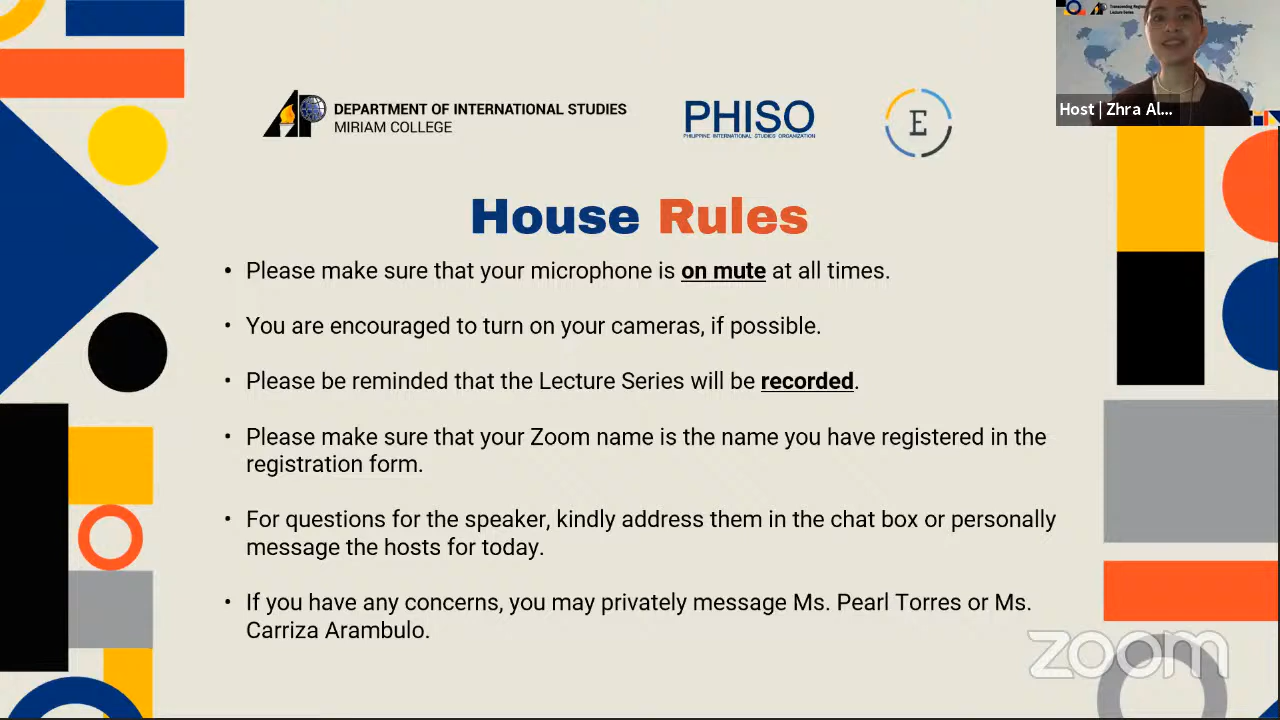 DEPARTMENT OF INTERNATIONAL STUDIES
MIRIAM COLLEGE
PHISO
PHILIPPINE INTERNATIONAL STUDIES ORGANIZATION
E
Lecture Series
Host | Zhra Al...
House Rules
• Please make sure that your microphone is on mute at all times.
• You are encouraged to turn on your cameras, if possible.
• Please be reminded that the Lecture Series will be recorded.
• Please make sure that your Zoom name is the name you have registered in the
registration form.
• For questions for the speaker, kindly address them in the chat box or personally
message the hosts for today.
• If you have any concerns, you may privately message Ms. Pearl Torres or Ms.
Carriza Arambulo.
zoom